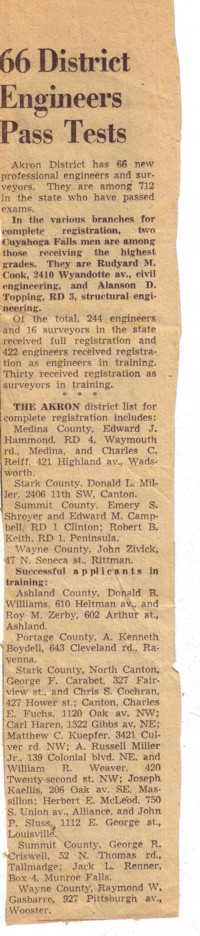 66 District
Engineers
Pass Tests
Akron District has 66 new
professional engineers and sur-
veyors. They are among 712
in the state who have passed
exams.
In the various branches for
complete registration, two
Cuyahoga Falls men are among
those receiving the highest
grades. They are Rudyard M.
Cook, 2410 Wyandotte av., civil
engineering, and Alanson D.
Topping, RD 3, structural engi-
neering.
Of the total, 244 engineers
and 16 surveyors in the state
received full registration and
422 engineers received registra-
tion as engineers in training.
Thirty received registration as
surveyors in training.
* * *
THE AKRON district list for
complete registration includes:
Medina County, Edward J.
Hammond, RD 4, Waymouth
rd., Medina, and Charles C.
Reiff, 421 Highland av., Wads-
worth.
Stark County, Donald L. Mil-
ler, 2406 11th SW, Canton.
Summit County, Emery S.
Shroyer and Edward M. Camp-
bell, RD 1 Clinton; Robert B.
Keith, RD 1, Peninsula.
Wayne County, John Zivick,
47 N. Seneca st., Rittman.
Successful applicants in
training:
Ashland County, Donald B.
Williams, 610 Heltman av., and
Roy M. Zerby, 602 Arthur st.,
Ashland.
Portage County, A. Kenneth
Boydell, 643 Cleveland rd., Ra-
venna.
Stark County, North Canton,
George F. Carabet, 327 Fair-
view st., and Chris S. Cochran,
427 Hower st.; Canton, Charles
E. Fuchs, 1120 Oak av. NW;
Carl Haren, 1522 Gibbs av. NE;
Matthew C. Kuepfer, 3421 Cul-
ver rd. NW; A. Russell Miller
Jr., 139 Colonial blvd. NE, and
William R. Weaver, 420
Twenty-second st. NW; Joseph
Kaellis, 206 Oak av. SE, Mas-
sillon; Herbert E. McLeod, 750
S. Union av., Alliance, and John
P. Sluss, 1112 E. George st.,
Louisville.
Summit County, George R.
Criswell, 52 N. Thomas rd.,
Tallmadge; Jack L. Renner,
Box 4, Munroe Falls.
Wayne County, Raymond W.
Gasbarre, 927 Pittsburgh av.,
Wooster.